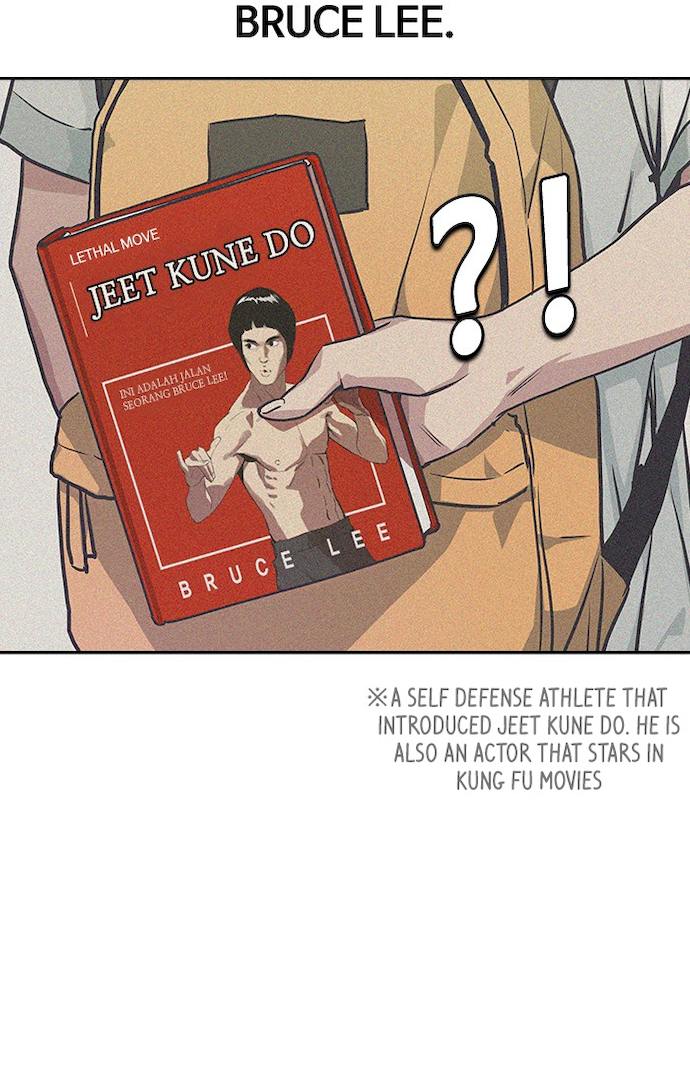 BRUCE LEE.
LETHAL MOVE
JEET KUNE DO
?!
INI ADALAH JALAN
SEORANG BRUCE LEE!
BRUCE LEE
※A SELF DEFENSE ATHLETE THAT
INTRODUCED JEET KUNE DO. HE IS
ALSO AN ACTOR THAT STARS IN
KUNG FU MOVIES